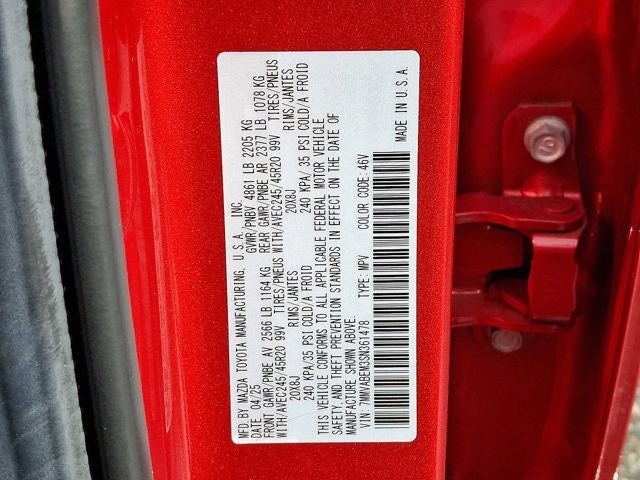 MFD.BY MAZDA TOYOTA MANUFACTURING, U.S.A., INC.
DATE: 04/25 GVWR/PNBV 4861 LB 2205 KG
FRONT GAWR/PNBE AV 2566 LB 1164 KG REAR GAWR/PNBE AR 2377 LB 1078 KG
WITH/AVEC245/45R20 99V TIRES/PNEUS WITH/AVEC245/45R20 99V TIRES/PNEUS
20X8J RIMS/JANTES 20X8J RIMS/JANTES
240 KPA/35 PSI COLD/A FROID 240 KPA/ 35 PSI COLD/A FROID
THIS VEHICLE CONFORMS TO ALL APPLICABLE FEDERAL MOTOR VEHICLE
SAFETY AND THEFT PREVENTION STANDARDS IN EFFECT ON THE DATE OF
MANUFACTURE SHOWN ABOVE.
VIN: 7MMVABEM3SN361478 TYPE: MPV COLOR CODE: 46V
MADE IN U.S.A.